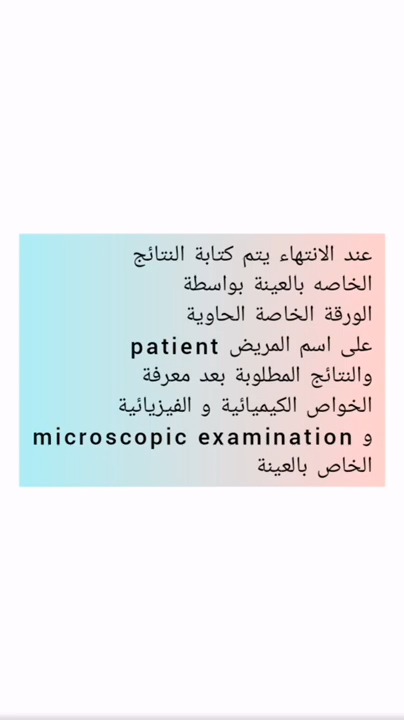 عند الانتهاء يتم كتابة النتائج
الخاصه بالعينة بواسطة
الورقة الخاصة الحاوية
على اسم المريض patient
والنتائج المطلوبة بعد معرفة
الخواص الكيميائية و الفيزيائية
و microscopic examination
الخاص بالعينة